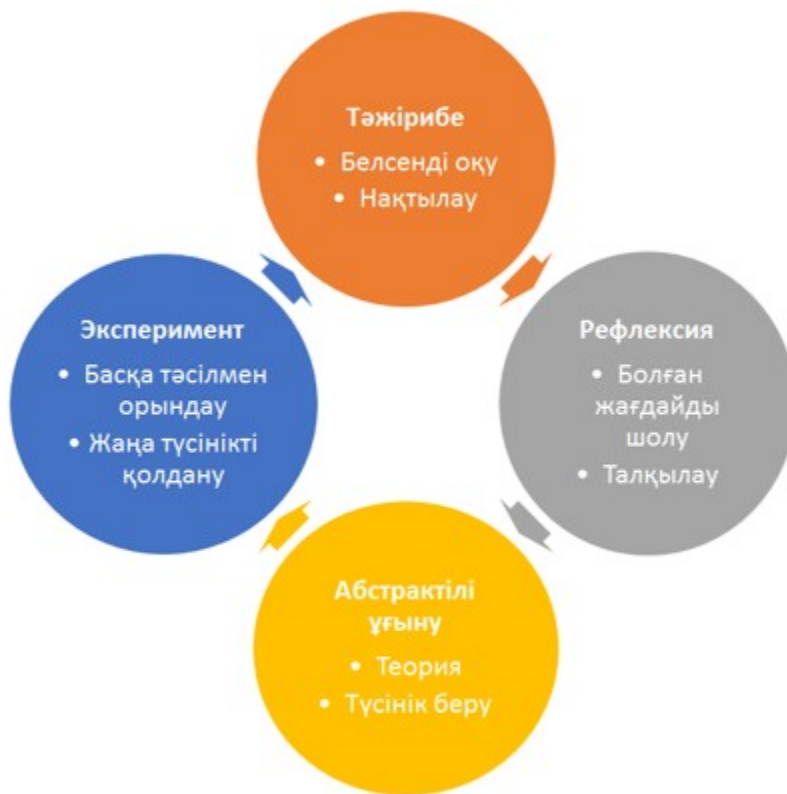 Тәжірибе
• Белсенді оқу
• Нақтылау
Эксперимент
• Басқа тәсілмен
орындау
• Жаңа түсінікті
қолдану
Рефлексия
• Болған
жағдайды
шолу
• Талқылау
Абстрактілі
ұғыну
• Теория
• Түсінік беру